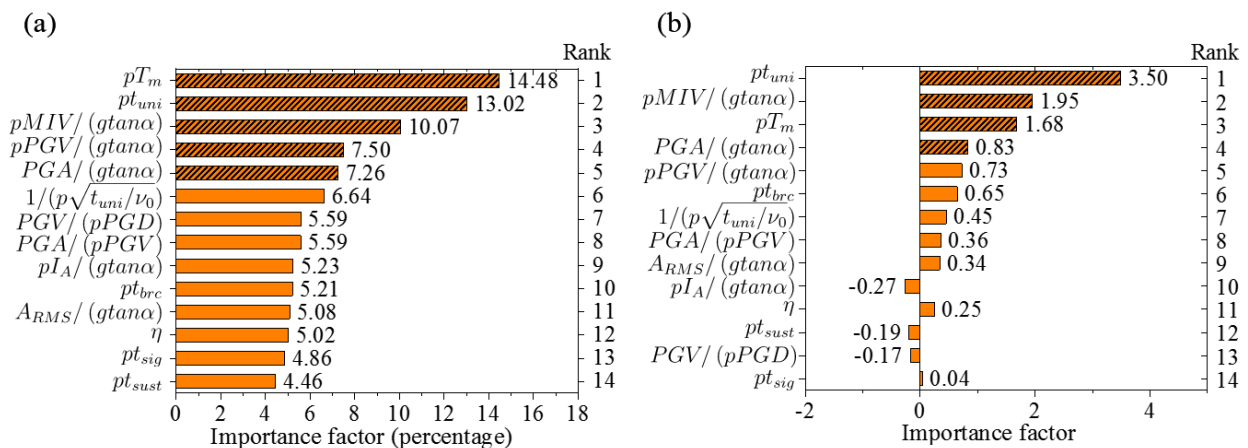 (a)
Rank
pT_m 14.48 1
pt_uni 13.02 2
pMIV/(gtanα) 10.07 3
pPGV/(gtanα) 7.50 4
PGA/(gtanα) 7.26 5
1/(p√t_uni/ν_0) 6.64 6
PGV/(pPGD) 5.59 7
PGA/(pPGV) 5.59 8
pI_A/(gtanα) 5.23 9
pt_brc 5.21 10
A_RMS/(gtanα) 5.08 11
η 5.02 12
pt_sig 4.86 13
pt_sust 4.46 14
0 2 4 6 8 10 12 14 16 18
Importance factor (percentage)
(b)
Rank
pt_uni 3.50 1
pMIV/(gtanα) 1.95 2
pT_m 1.68 3
PGA/(gtanα) 0.83 4
pPGV/(gtanα) 0.73 5
pt_brc 0.65 6
1/(p√t_uni/ν_0) 0.45 7
PGA/(pPGV) 0.36 8
A_RMS/(gtanα) 0.34 9
pI_A/(gtanα) -0.27 10
η 0.25 11
pt_sust -0.19 12
PGV/(pPGD) -0.17 13
pt_sig 0.04 14
-2 0 2 4
Importance factor